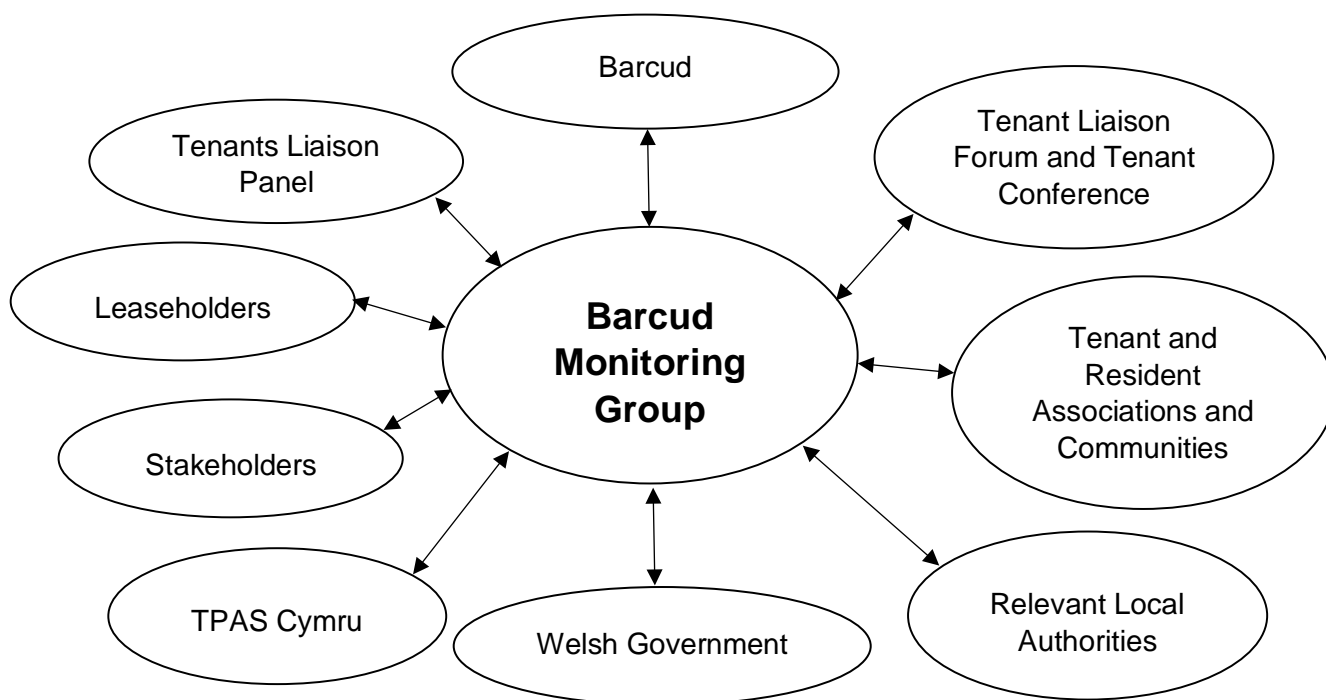 Barcud
Tenants Liaison
Panel
Tenant Liaison
Forum and Tenant
Conference
Leaseholders
Barcud
Monitoring
Group
Tenant and
Resident
Associations and
Communities
Stakeholders
TPAS Cymru
Welsh Government
Relevant Local
Authorities